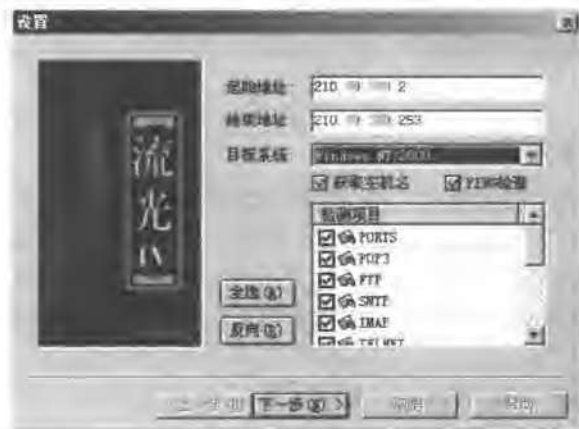 设置
流光
IV
起始地址
210 2
结束地址
210 253
目标系统
Windows NT/2000
获取主机名
PING检测
检测项目
PORTS
POP3
FTP
SMTP
IMAP
TELNET
全选(A)
反向(R)
下一步(N) >
取消
帮助